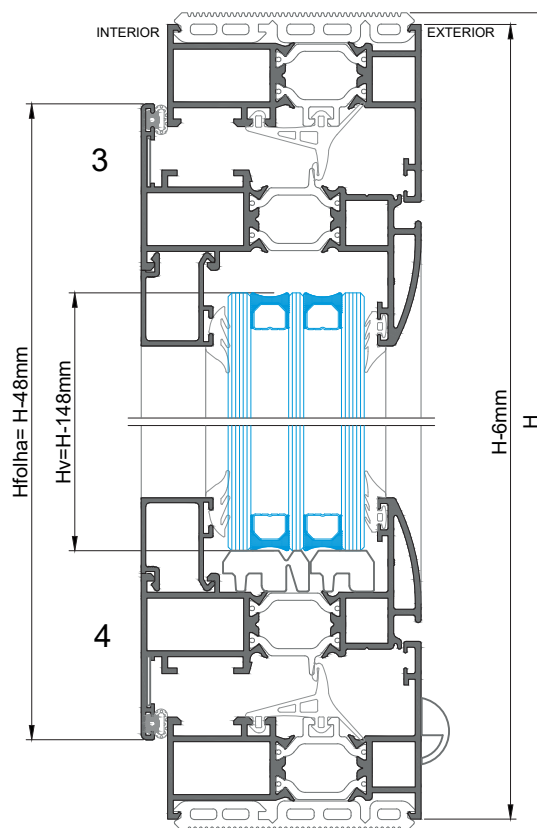 INTERIOR
EXTERIOR
3
Hfolha= H-48mm
Hv=H-148mm
H-6mm
H
4